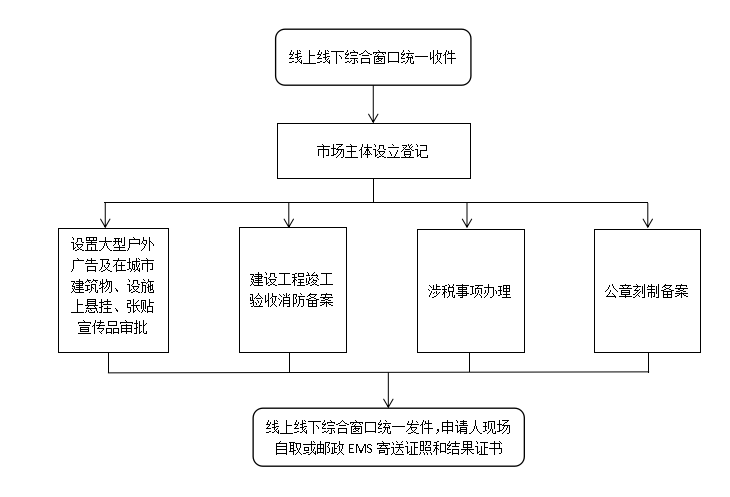 线上线下综合窗口统一收件
市场主体设立登记
设置大型户外
广告及在城市
建筑物、设施
上悬挂、张贴
宣传品审批
建设工程竣工
验收消防备案
涉税事项办理
公章刻制备案
线上线下综合窗口统一发件,申请人现场
自取或邮政 EMS 寄送证照和结果证书